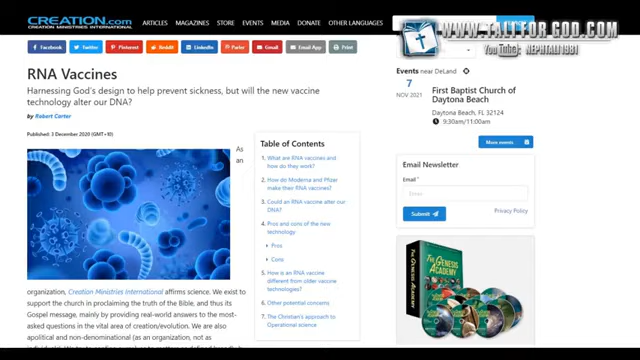 CREATION.com
CREATION MINISTRIES INTERNATIONAL
ARTICLES MAGAZINES STORE EVENTS MEDIA DONATE OTHER LANGUAGES
WWW.TALIFORGOD.COM
YouTube: NEPHTALI1981
Facebook Twitter Pinterest Reddit LinkedIn Parler Gmail Email App Print
RNA Vaccines
Harnessing God's design to help prevent sickness, but will the new vaccine
technology alter our DNA?
by Robert Carter
Published: 3 December 2020 (GMT+10)
As
an
organization, Creation Ministries International affirms science. We exist to
support the church in proclaiming the truth of the Bible, and thus its
Gospel message, mainly by providing real-world answers to the most-
asked questions in the vital area of creation/evolution. We are also
apolitical and non-denominational (as an organization, not as
Table of Contents
1. What are RNA vaccines and
how do they work?
2. How do Moderna and Pfizer
make their RNA vaccines?
3. Could an RNA vaccine alter our
DNA?
4. Pros and cons of the new
technology
Pros
Cons
5. How is an RNA vaccine
different from older vaccine
technologies?
6. Other potential concerns
7. The Christian's approach to
Operational science
Events near DeLand
7
NOV 2021
First Baptist Church of
Daytona Beach
Daytona Beach, FL 32124
9:30am/11:00am
More events
Email Newsletter
Email *
Enter
Submit
Privacy Policy
THE GENESIS
ACADEMY